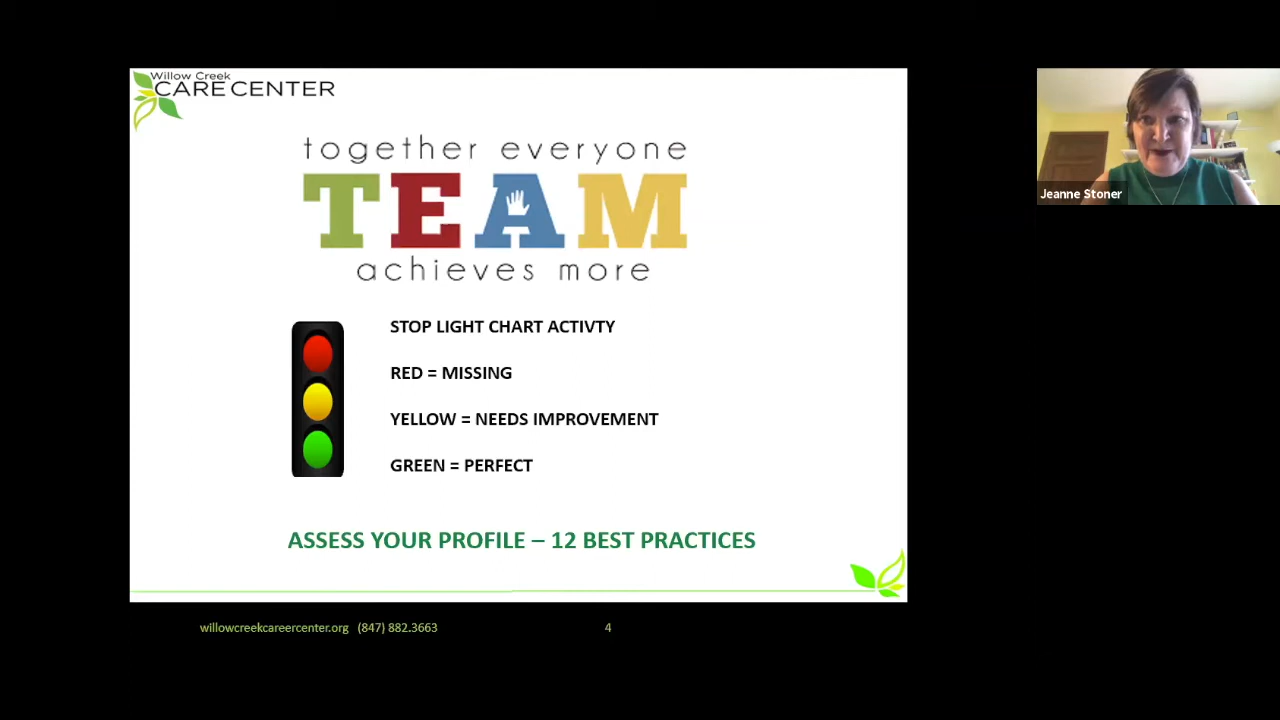 Willow Creek
CARE CENTER
together everyone
TEAM
achieves more
STOP LIGHT CHART ACTIVTY
RED = MISSING
YELLOW = NEEDS IMPROVEMENT
GREEN = PERFECT
ASSESS YOUR PROFILE – 12 BEST PRACTICES
willowcreekcareercenter.org (847) 882.3663
4
Jeanne Stoner